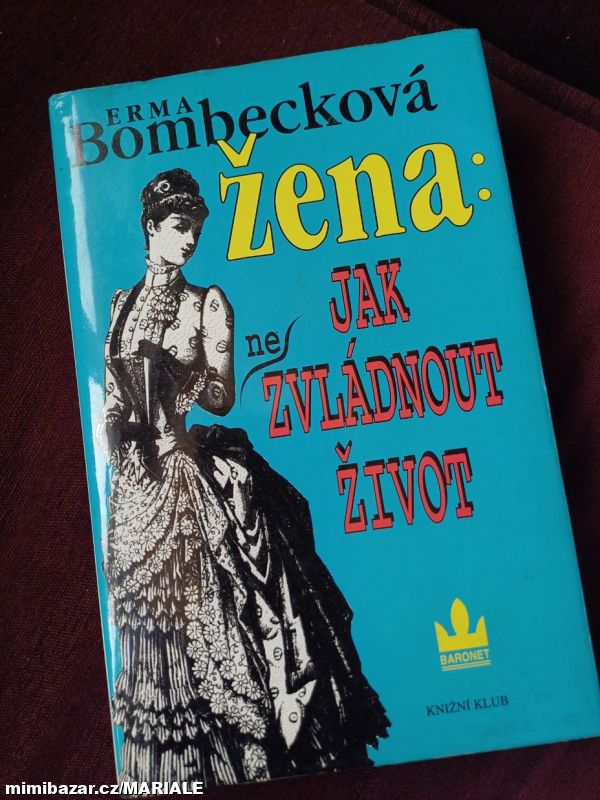 ERMA
Bombecková
žena:
JAK
ne
ZVLÁDNOUT
ŽIVOT
BARONET
KNIŽNÍ KLUB
mimibazar.cz/MARIALE